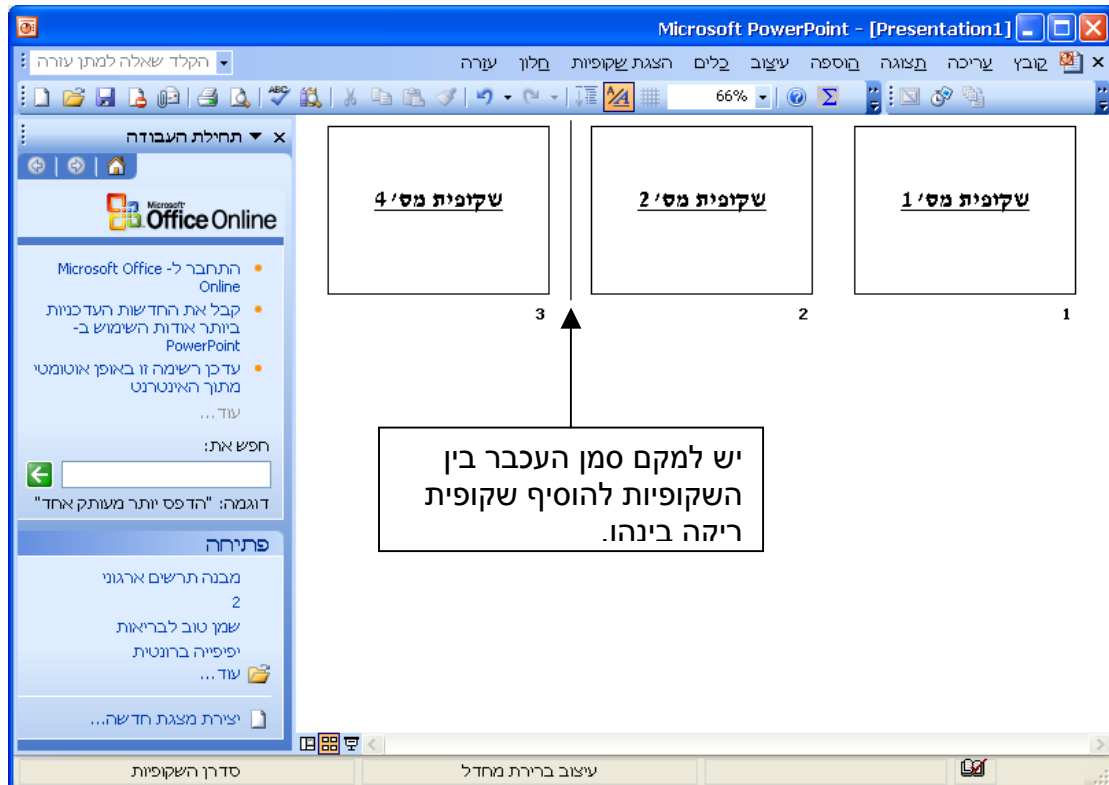 Microsoft PowerPoint - [Presentation1]
קובץ עריכה תצוגה הוספה עיצוב כלים הצגת שקופיות חלון עזרה
הקלד שאלה למתן עזרה
66%
תחילת העבודה
Microsoft
Office Online
התחבר ל- Microsoft Office
Online
קבל את החדשות העדכניות
ביותר אודות השימוש ב-
PowerPoint
עדכן רשימה זו באופן אוטומטי
מתוך האינטרנט
עוד...
חפש את:
דוגמה: "הדפס יותר מעותק אחד"
פתיחה
מבנה תרשים ארגוני
2
שמן טוב לבריאות
יפיפייה ברונטית
עוד...
יצירת מצגת חדשה...
שקופית מס' 1
1
שקופית מס' 2
2
שקופית מס' 4
3
יש למקם סמן העכבר בין
השקופיות להוסיף שקופית
ריקה בינהו.
סדרן השקופיות
עיצוב ברירת מחדל